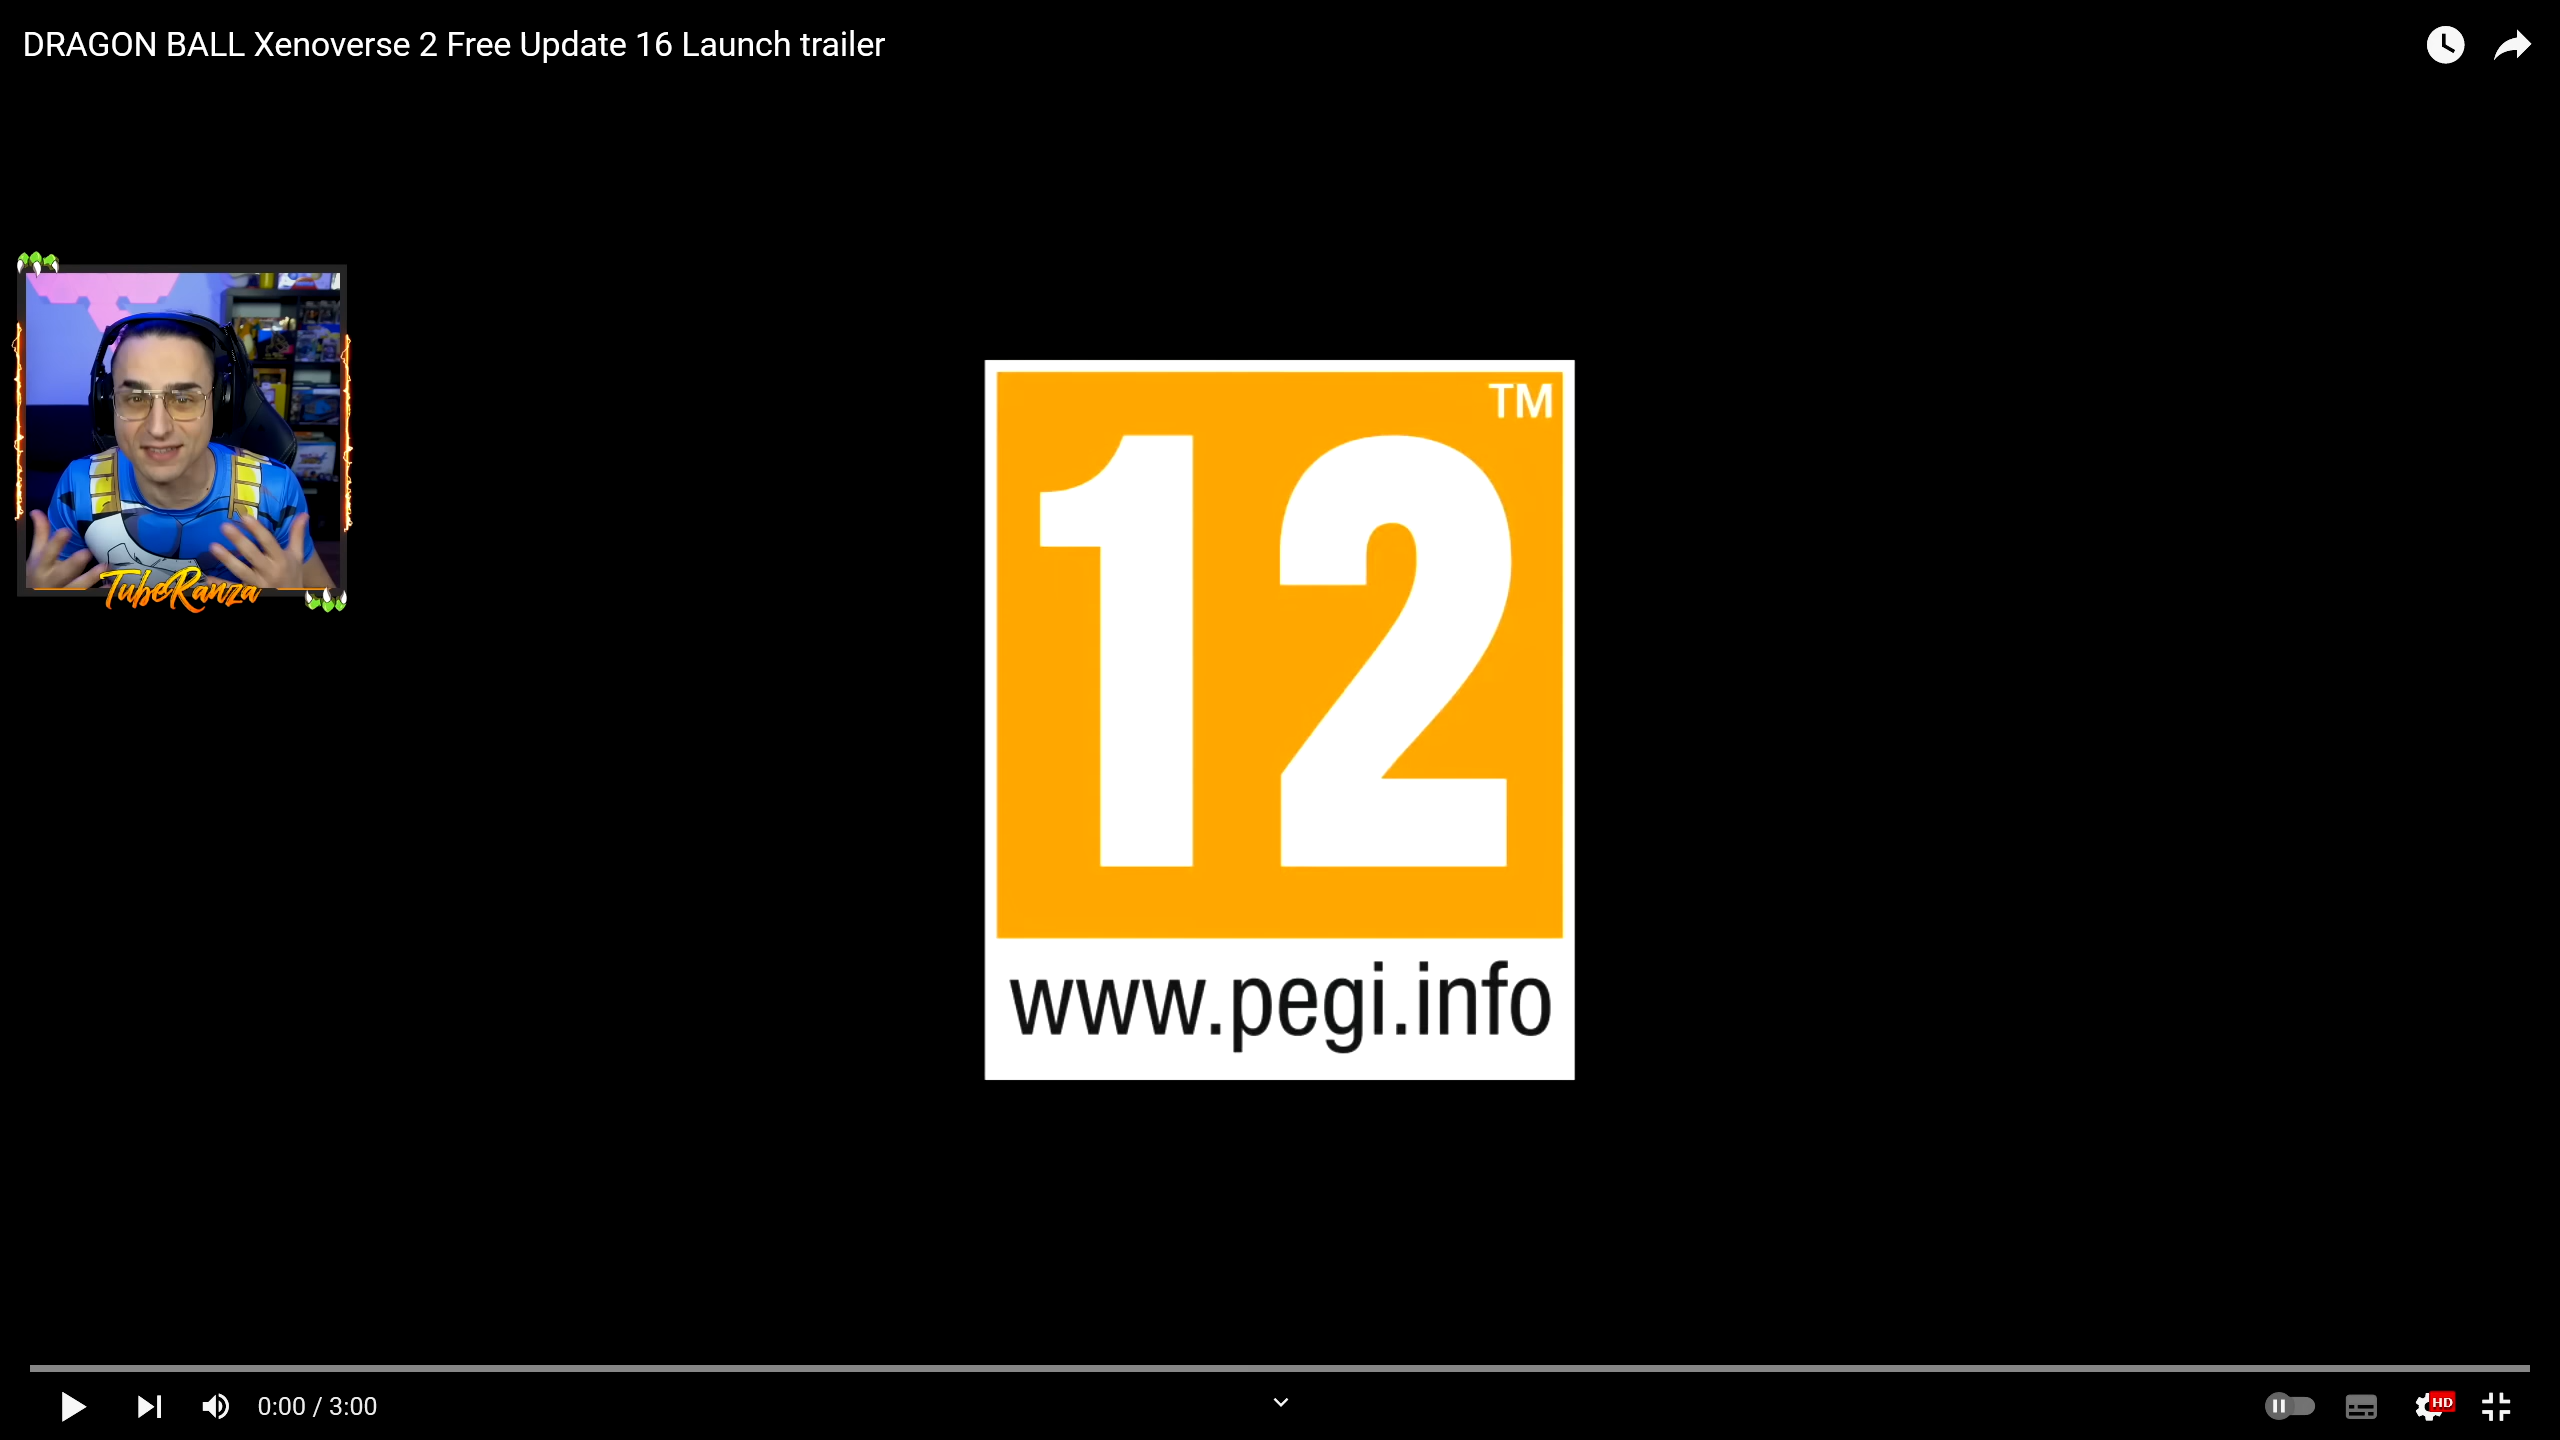 DRAGON BALL Xenoverse 2 Free Update 16 Launch trailer
TubeRanza
TM
12
www.pegi.info
0:00 / 3:00
HD